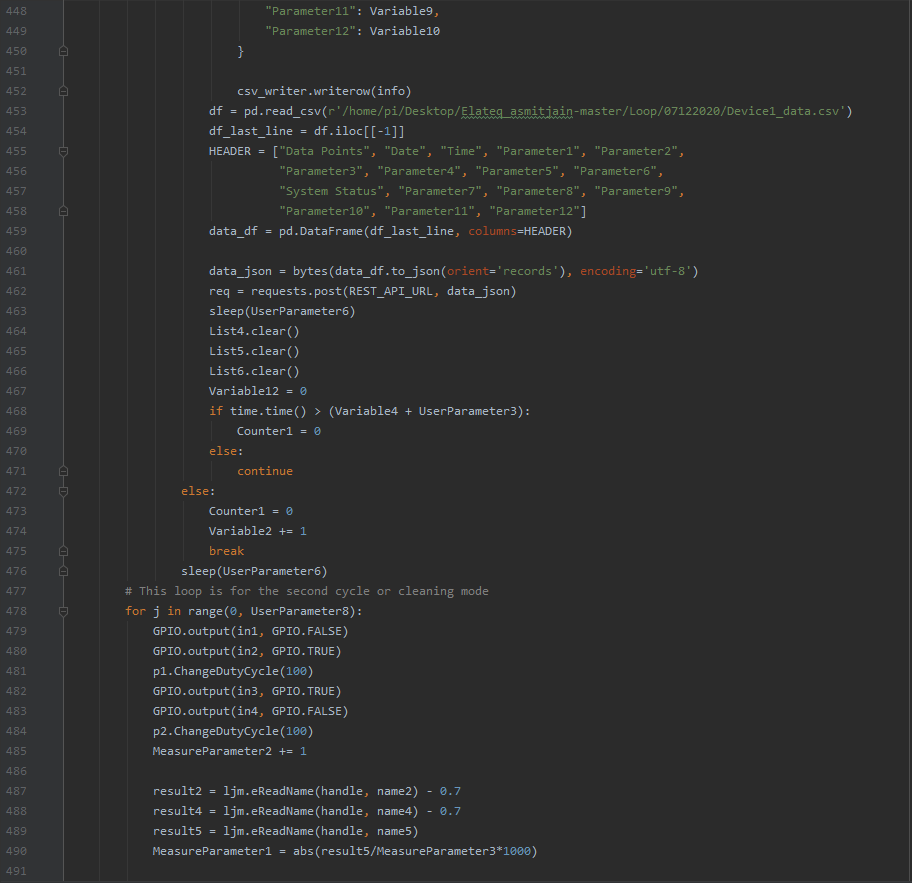 448                                  "Parameter11": Variable9,
449                                  "Parameter12": Variable10
450                              }
451
452                              csv_writer.writerow(info)
453                          df = pd.read_csv(r'/home/pi/Desktop/Elateq_asmitjain-master/Loop/07122020/Device1_data.csv')
454                          df_last_line = df.iloc[[-1]]
455                          HEADER = ["Data Points", "Date", "Time", "Parameter1", "Parameter2",
456                                    "Parameter3", "Parameter4", "Parameter5", "Parameter6",
457                                    "System Status", "Parameter7", "Parameter8", "Parameter9",
458                                    "Parameter10", "Parameter11", "Parameter12"]
459                          data_df = pd.DataFrame(df_last_line, columns=HEADER)
460
461                          data_json = bytes(data_df.to_json(orient='records'), encoding='utf-8')
462                          req = requests.post(REST_API_URL, data_json)
463                          sleep(UserParameter6)
464                          List4.clear()
465                          List5.clear()
466                          List6.clear()
467                          Variable12 = 0
468                          if time.time() > (Variable4 + UserParameter3):
469                              Counter1 = 0
470                          else:
471                              continue
472                      else:
473                          Counter1 = 0
474                          Variable2 += 1
475                          break
476                      sleep(UserParameter6)
477              # This loop is for the second cycle or cleaning mode
478              for j in range(0, UserParameter8):
479                  GPIO.output(in1, GPIO.FALSE)
480                  GPIO.output(in2, GPIO.TRUE)
481                  p1.ChangeDutyCycle(100)
482                  GPIO.output(in3, GPIO.TRUE)
483                  GPIO.output(in4, GPIO.FALSE)
484                  p2.ChangeDutyCycle(100)
485                  MeasureParameter2 += 1
486
487                  result2 = ljm.eReadName(handle, name2) - 0.7
488                  result4 = ljm.eReadName(handle, name4) - 0.7
489                  result5 = ljm.eReadName(handle, name5)
490                  MeasureParameter1 = abs(result5/MeasureParameter3*1000)
491